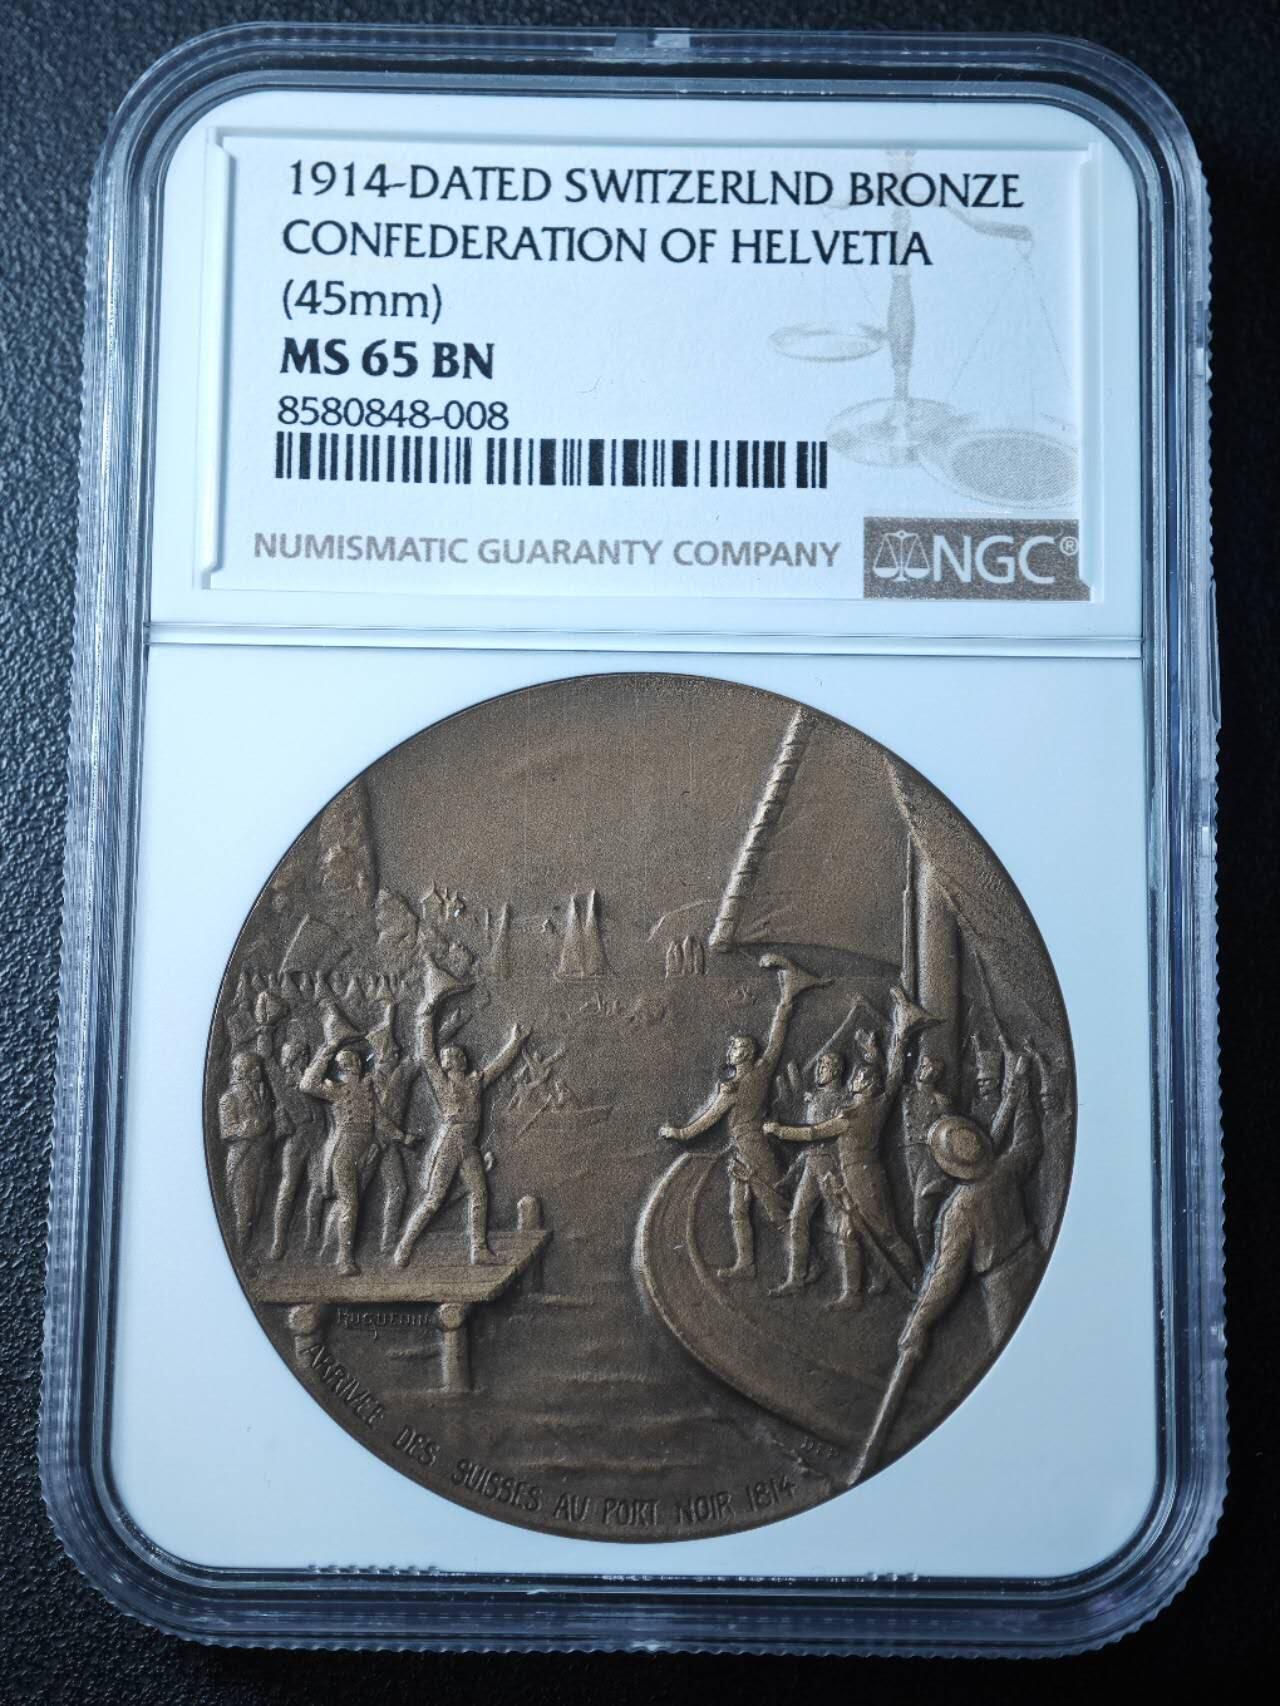 1914-DATED SWITZERLND BRONZE
CONFEDERATION OF HELVETIA
(45mm)
MS 65 BN
8580848-008
NUMISMATIC GUARANTY COMPANY
NGC®
HUGUENIN
ARRIVÉE DES SUISSES AU PORT NOIR 1814